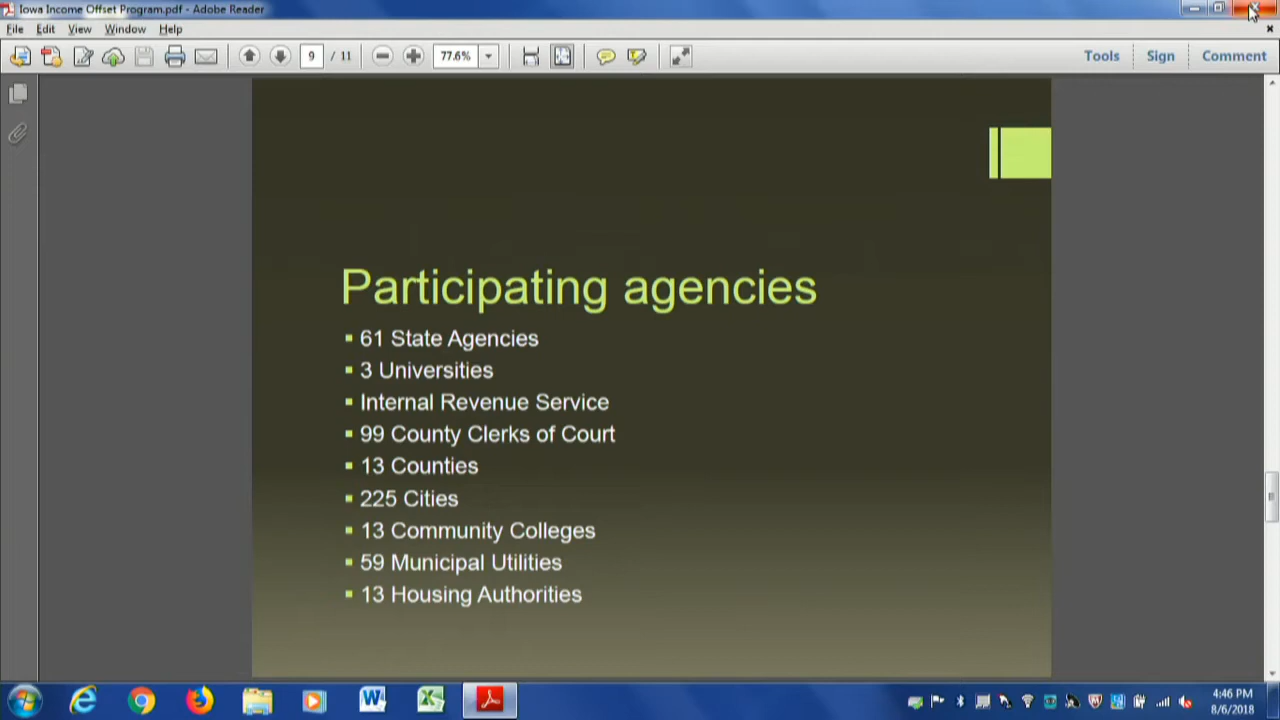 Iowa Income Offset Program.pdf - Adobe Reader
File Edit View Window Help
9 / 11 77.6% Tools Sign Comment
Participating agencies
61 State Agencies
3 Universities
Internal Revenue Service
99 County Clerks of Court
13 Counties
225 Cities
13 Community Colleges
59 Municipal Utilities
13 Housing Authorities
4:46 PM
8/6/2018